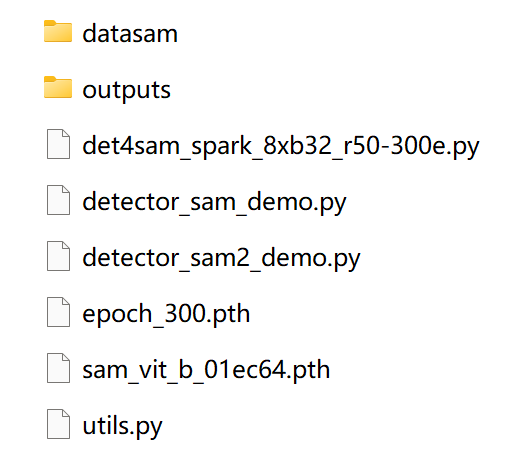 datasam
outputs
det4sam_spark_8xb32_r50-300e.py
detector_sam_demo.py
detector_sam2_demo.py
epoch_300.pth
sam_vit_b_01ec64.pth
utils.py